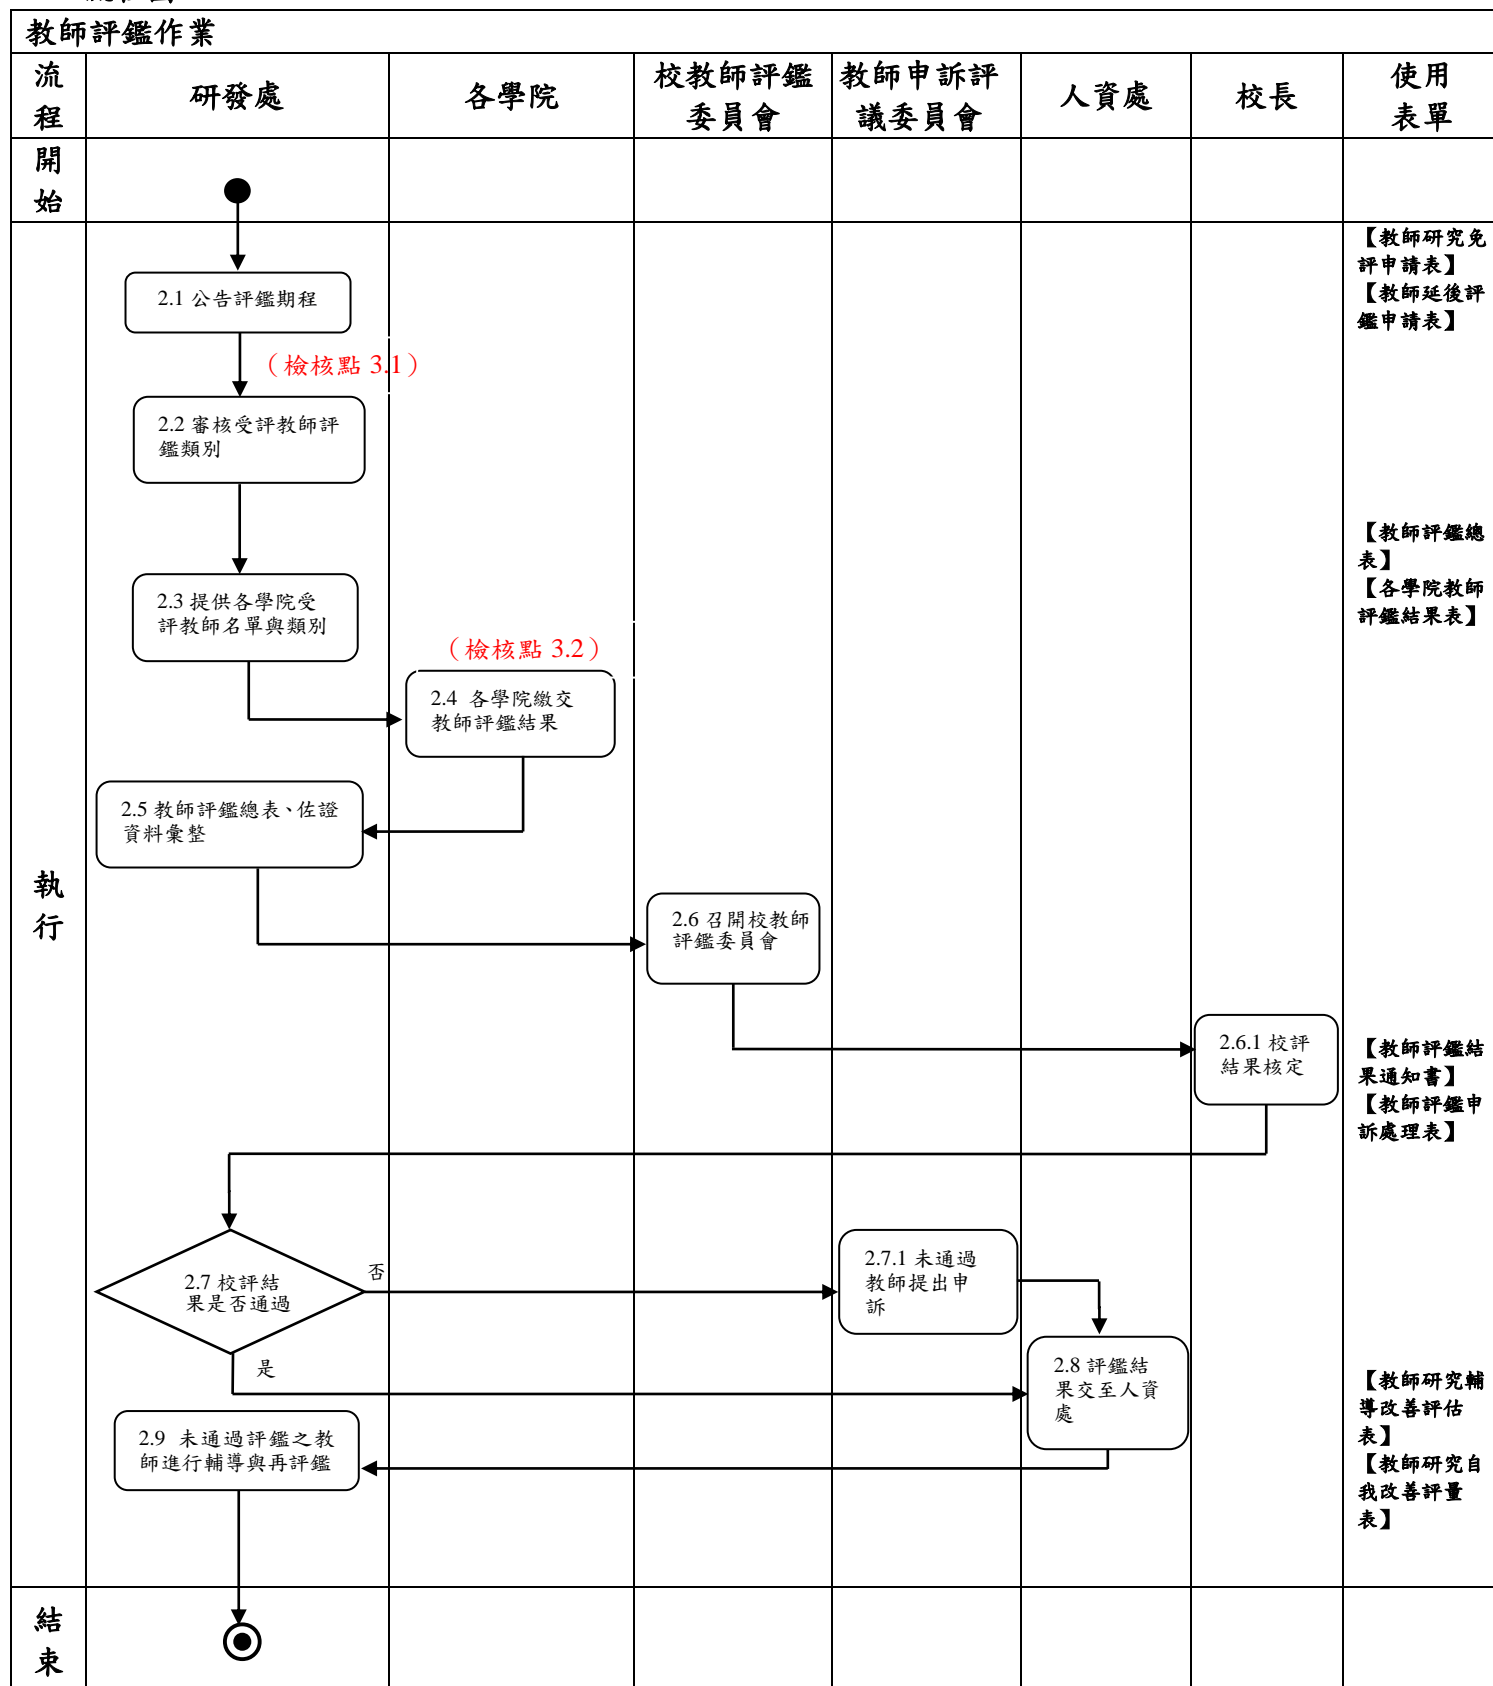 教師評鑑作業
流
程
研發處
各學院
校教師評鑑
委員會
教師申訴評
議委員會
人資處
校長
使用
表單
開
始
【教師研究免
評申請表】
【教師延後評
鑑申請表】
2.1 公告評鑑期程
（檢核點 3.1）
2.2 審核受評教師評
鑑類別
【教師評鑑總
表】
【各學院教師
評鑑結果表】
2.3 提供各學院受
評教師名單與類別
（檢核點 3.2）
2.4 各學院繳交
教師評鑑結果
2.5 教師評鑑總表、佐證
資料彙整
執
行
2.6 召開校教師
評鑑委員會
2.6.1 校評
結果核定
【教師評鑑結
果通知書】
【教師評鑑申
訴處理表】
2.7 校評結
果是否通過
否
2.7.1 未通過
教師提出申
訴
是
2.8 評鑑結
果交至人資
處
【教師研究輔
導改善評估
表】
【教師研究自
我改善評量
表】
2.9 未通過評鑑之教
師進行輔導與再評鑑
結
束